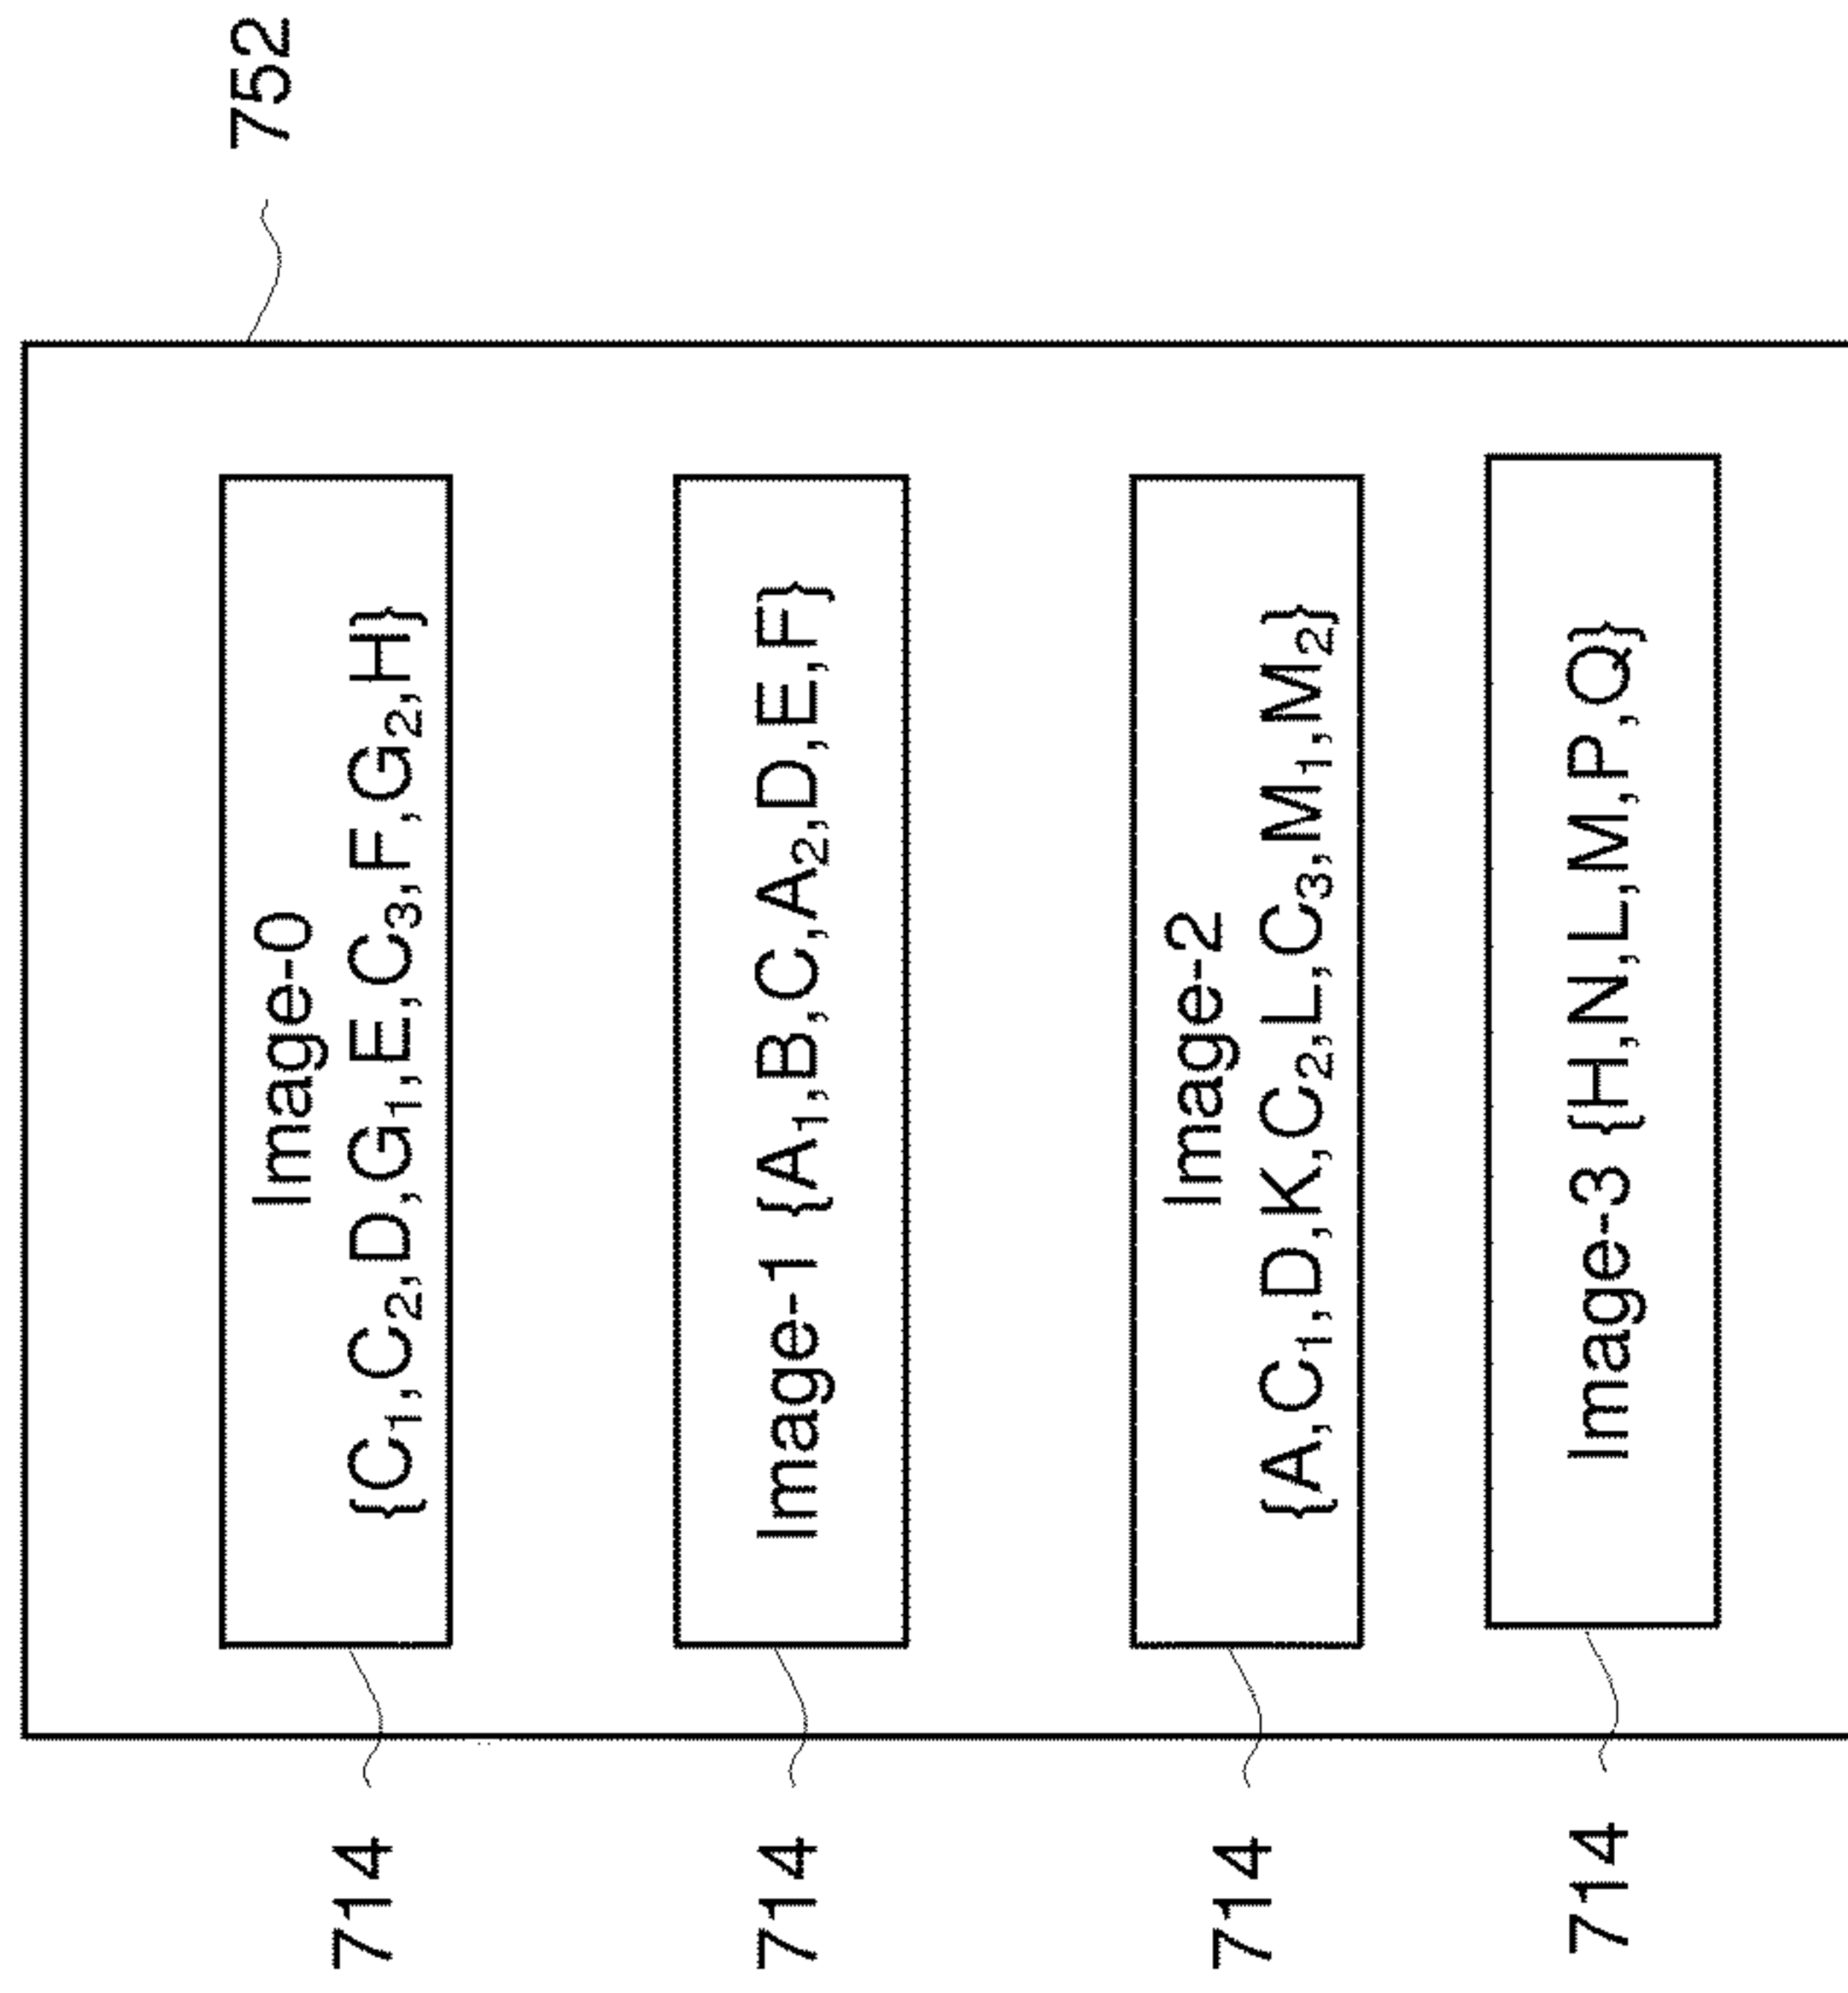 752
Image-0
{C₁,C₂,D,G₁,E,C₃,F,G₂,H}
714
Image-1 {A₁,B,C,A₂,D,E,F}
714
Image-2
{A,C₁,D,K,C₂,L,C₃,M₁,M₂}
714
Image-3 {H,N,L,M,P,Q}
714